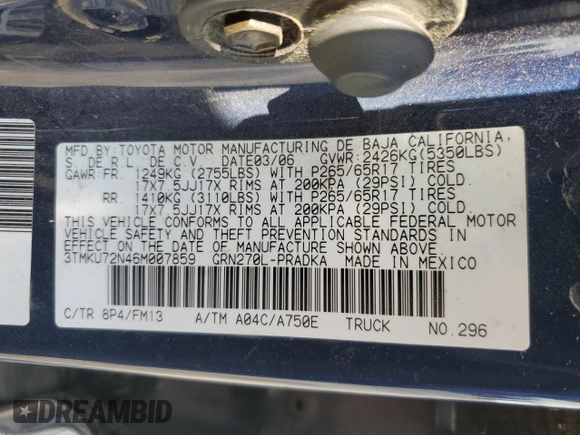 MFD.BY:TOYOTA MOTOR MANUFACTURING DE BAJA CALIFORNIA,
S. DE R.L. DE C.V. DATE03/06 GVWR:2426KG(5350LBS)
GAWR:FR. 1249KG (2755LBS) WITH P265/65R17 TIRES
17X7.5JJ17X RIMS AT 200KPA (29PSI) COLD.
RR. 1410KG (3110LBS) WITH P265/65R17 TIRES
17X7.5JJ17X RIMS AT 200KPA (29PSI) COLD.
THIS VEHICLE CONFORMS TO ALL APPLICABLE FEDERAL MOTOR
VEHICLE SAFETY AND THEFT PREVENTION STANDARDS IN
EFFECT ON THE DATE OF MANUFACTURE SHOWN ABOVE.
3TMKU72N46M007859 GRN270L-PRADKA MADE IN MEXICO
C/TR 8P4/FM13 A/TM A04C/A750E TRUCK NO.296
DREAMBID